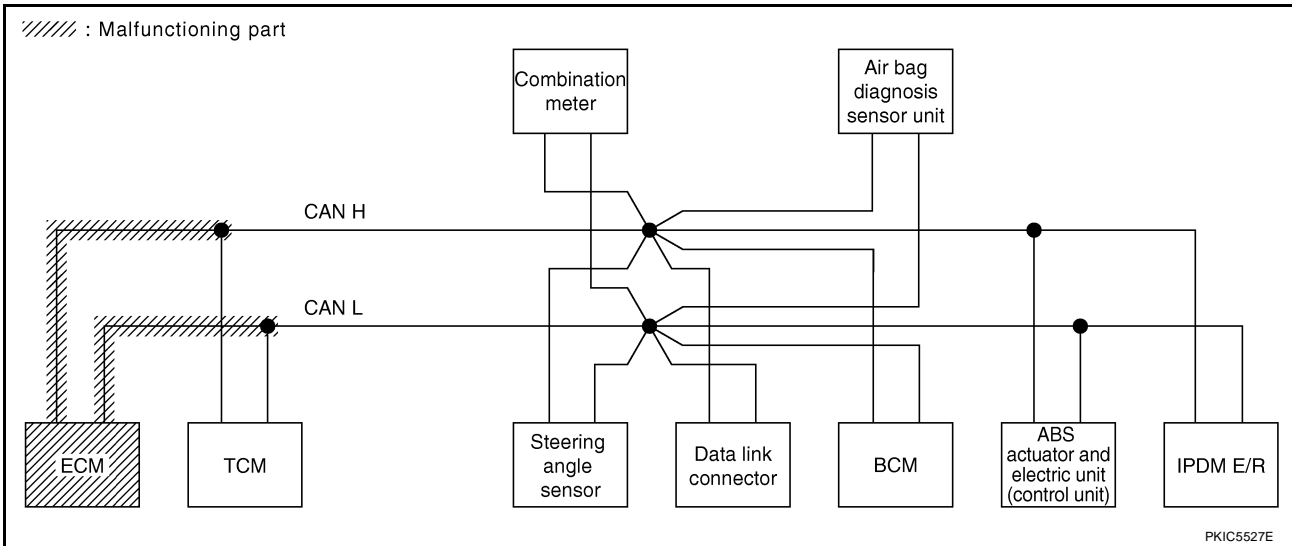 : Malfunctioning part
Combination
meter
Air bag
diagnosis
sensor unit
CAN H
CAN L
ECM
TCM
Steering
angle
sensor
Data link
connector
BCM
ABS
actuator and
electric unit
(control unit)
IPDM E/R
PKIC5527E